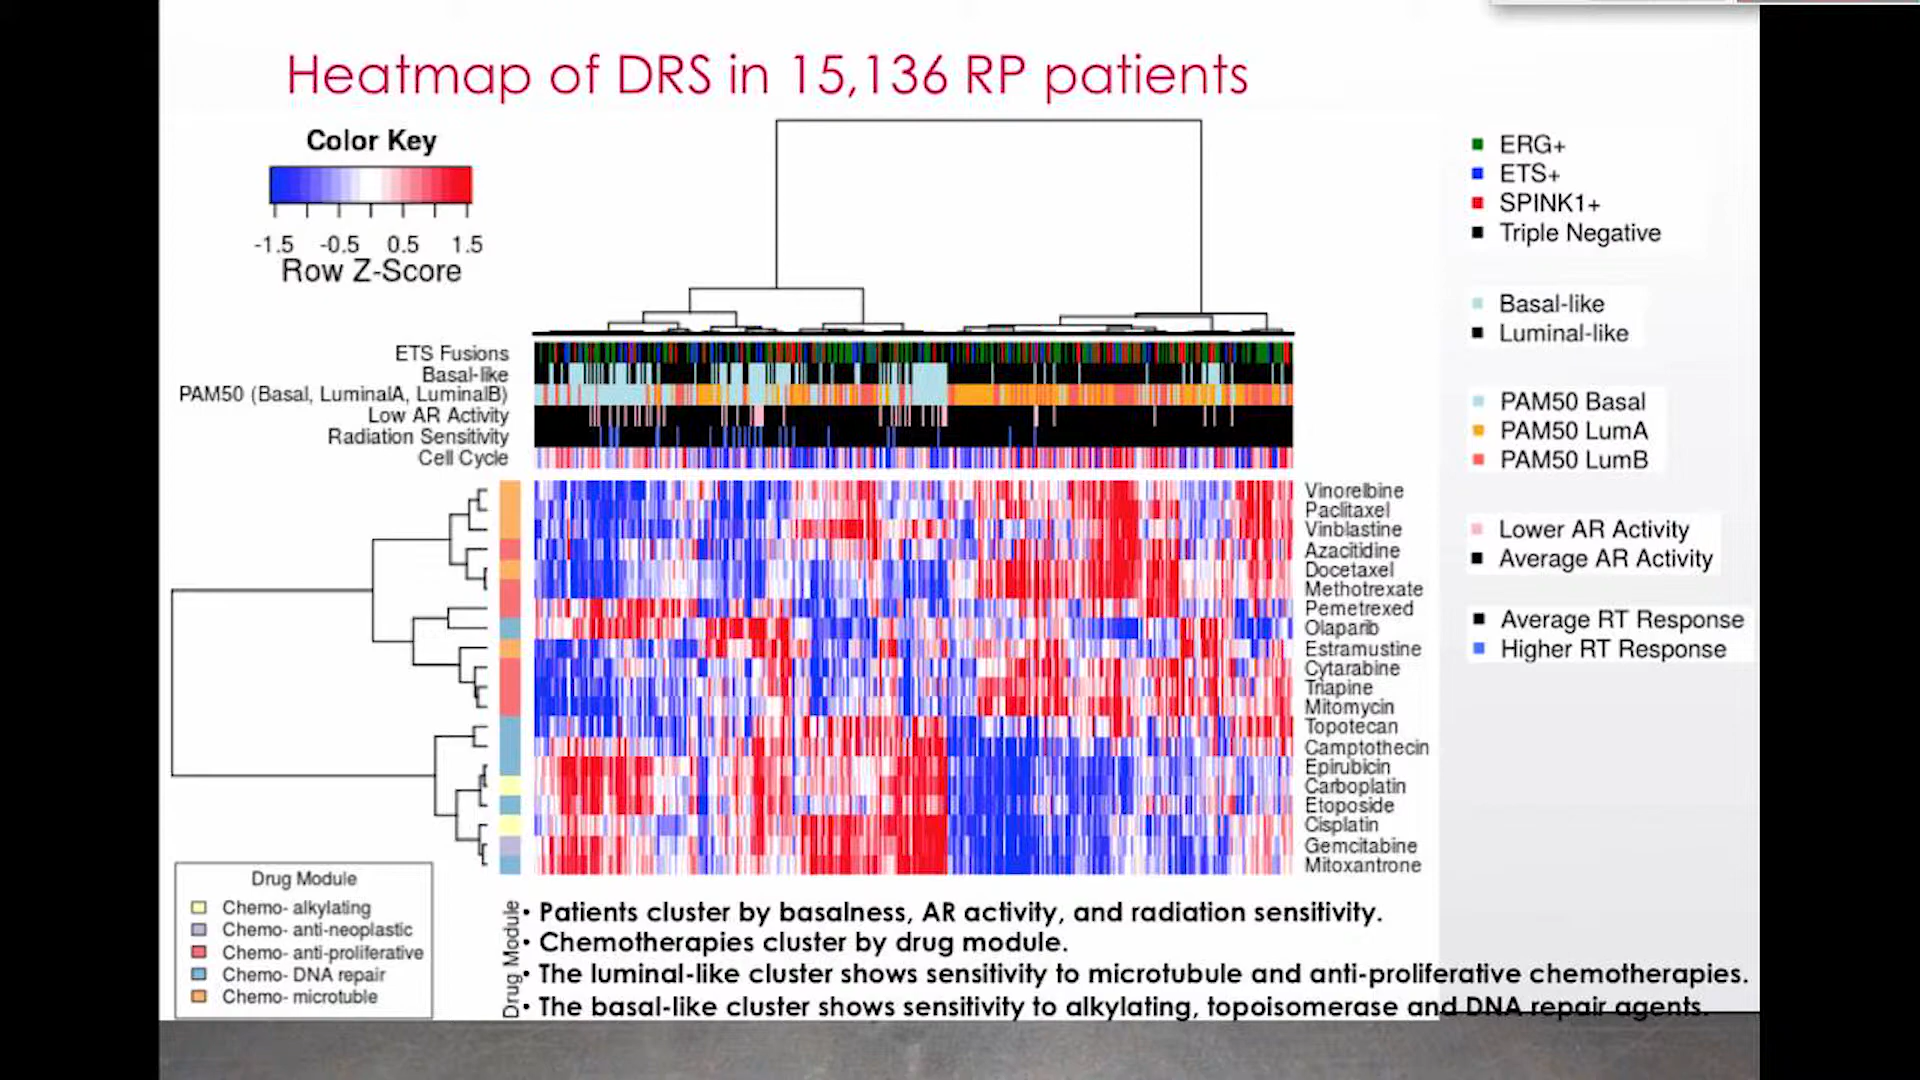 Heatmap of DRS in 15,136 RP patients
Color Key
-1.5 -0.5 0.5 1.5
Row Z-Score
ETS Fusions
Basal-like
PAM50 (Basal, LuminalA, LuminalB)
Low AR Activity
Radiation Sensitivity
Cell Cycle
Vinorelbine
Paclitaxel
Vinblastine
Azacitidine
Docetaxel
Methotrexate
Pemetrexed
Olaparib
Estramustine
Cytarabine
Triapine
Mitomycin
Topotecan
Camptothecin
Epirubicin
Carboplatin
Etoposide
Cisplatin
Gemcitabine
Mitoxantrone
ERG+
ETS+
SPINK1+
Triple Negative
Basal-like
Luminal-like
PAM50 Basal
PAM50 LumA
PAM50 LumB
Lower AR Activity
Average AR Activity
Average RT Response
Higher RT Response
Drug Module
Chemo- alkylating
Chemo- anti-neoplastic
Chemo- anti-proliferative
Chemo- DNA repair
Chemo- microtuble
Drug Module
• Patients cluster by basalness, AR activity, and radiation sensitivity.
• Chemotherapies cluster by drug module.
• The luminal-like cluster shows sensitivity to microtubule and anti-proliferative chemotherapies.
• The basal-like cluster shows sensitivity to alkylating, topoisomerase and DNA repair agents.